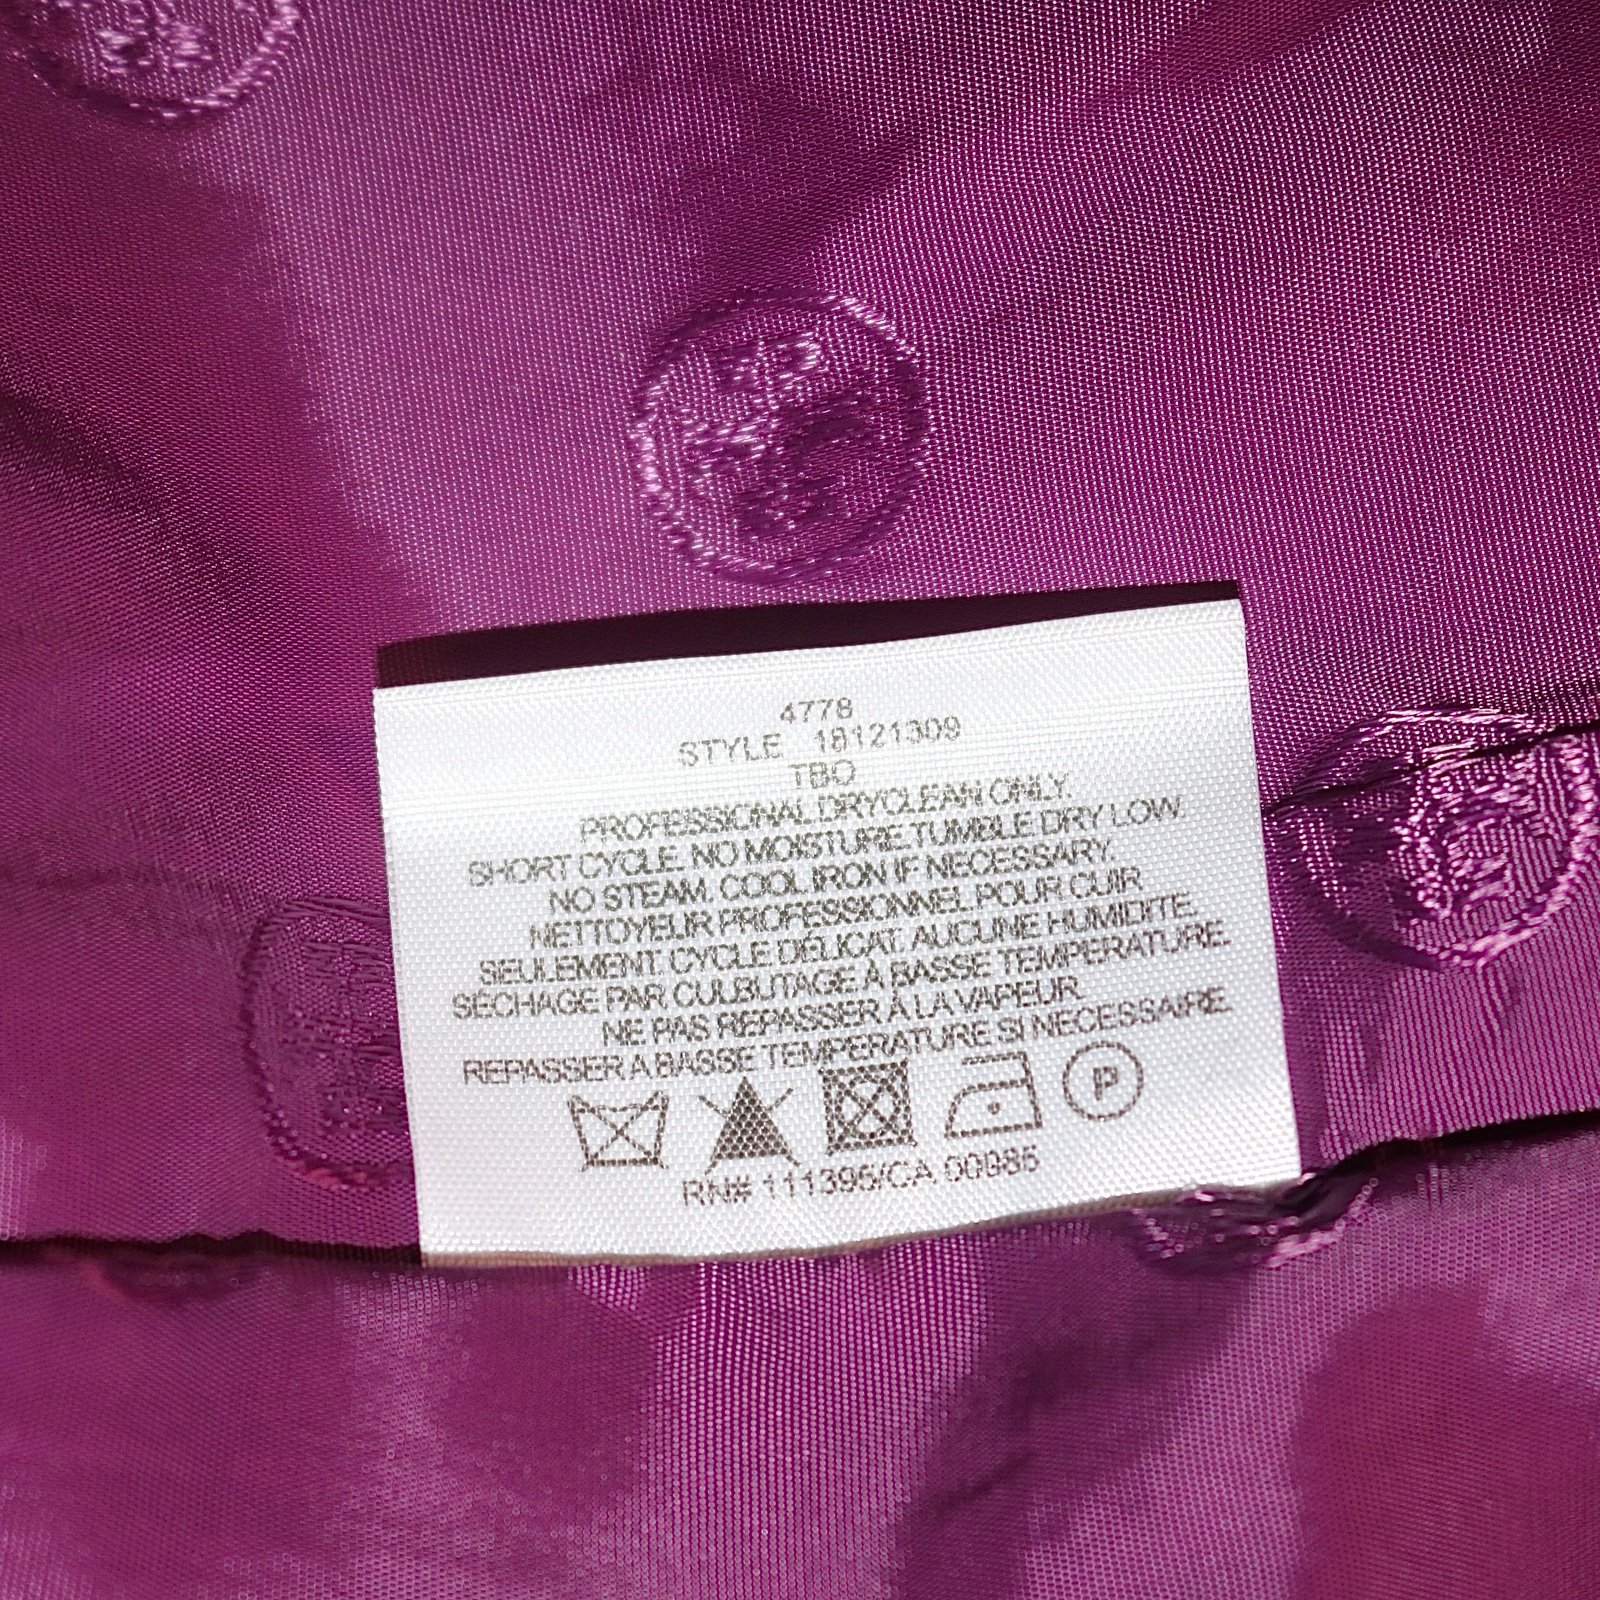 4778
STYLE 18121309
TBO
PROFESSIONAL DRYCLEAN ONLY.
SHORT CYCLE. NO MOISTURE. TUMBLE DRY LOW.
NO STEAM. COOL IRON IF NECESSARY.
NETTOYEUR PROFESSIONNEL POUR CUIR
SEULEMENT. CYCLE DÉLICAT. AUCUNE HUMIDITE.
SÉCHAGE PAR CULBUTAGE À BASSE TEMPERATURE.
NE PAS REPASSER À LA VAPEUR.
REPASSER A BASSE TEMPERATURE SI NECESSAIRE.
P
RN# 111395/CA 00985